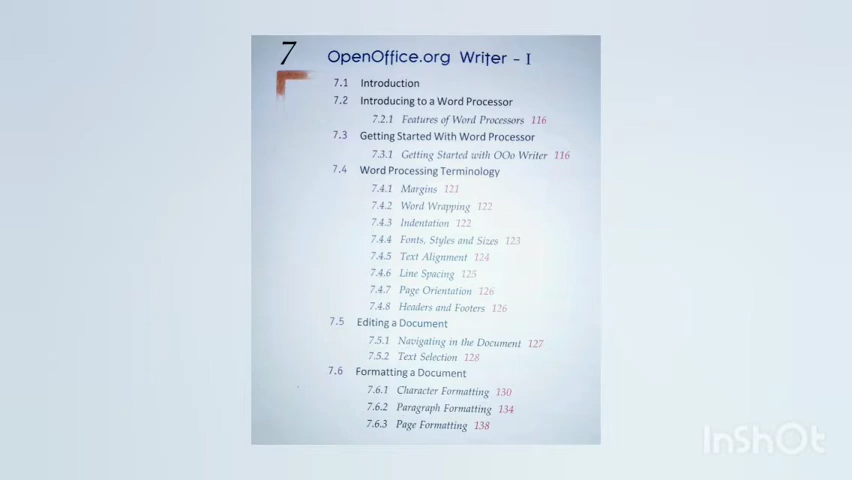 7 OpenOffice.org Writer – I
7.1 Introduction
7.2 Introducing to a Word Processor
7.2.1 Features of Word Processors 116
7.3 Getting Started With Word Processor
7.3.1 Getting Started with OOo Writer 116
7.4 Word Processing Terminology
7.4.1 Margins 121
7.4.2 Word Wrapping 122
7.4.3 Indentation 122
7.4.4 Fonts, Styles and Sizes 123
7.4.5 Text Alignment 124
7.4.6 Line Spacing 125
7.4.7 Page Orientation 126
7.4.8 Headers and Footers 126
7.5 Editing a Document
7.5.1 Navigating in the Document 127
7.5.2 Text Selection 128
7.6 Formatting a Document
7.6.1 Character Formatting 130
7.6.2 Paragraph Formatting 134
7.6.3 Page Formatting 138
InShOt